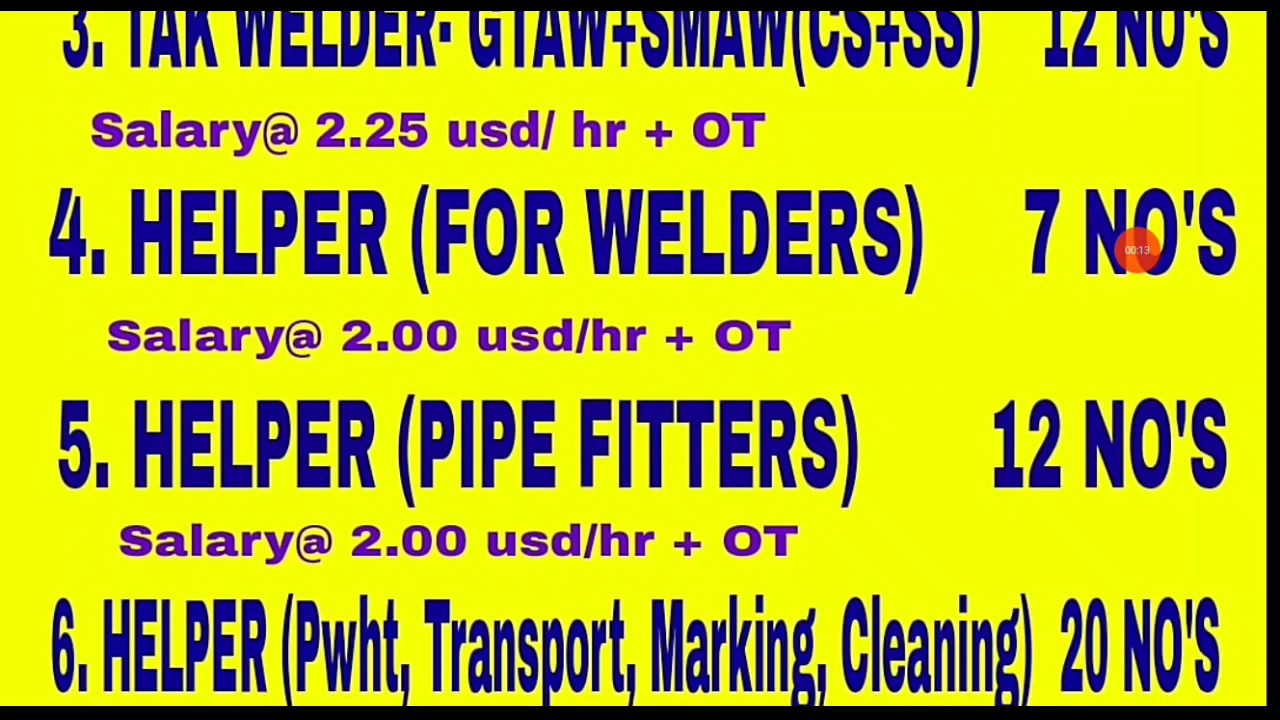 3. TAK WELDER- GTAW+SMAW(CS+SS) 12 NO'S
Salary@ 2.25 usd/ hr + OT
4. HELPER (FOR WELDERS) 7 NO'S
00:13
Salary@ 2.00 usd/hr + OT
5. HELPER (PIPE FITTERS) 12 NO'S
Salary@ 2.00 usd/hr + OT
6. HELPER (Pwht, Transport, Marking, Cleaning) 20 NO'S